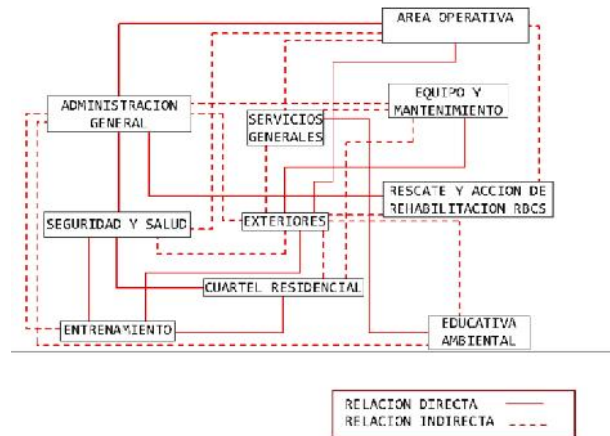 AREA OPERATIVA
EQUIPO Y
MANTENIMIENTO
ADMINISTRACION
GENERAL
SERVICIOS
GENERALES
RESCATE Y ACCION DE
REHABILITACION RBCS
SEGURIDAD Y SALUD
EXTERIORES
CUARTEL RESIDENCIAL
ENTRENAMIENTO
EDUCATIVA
AMBIENTAL
RELACION DIRECTA
RELACION INDIRECTA